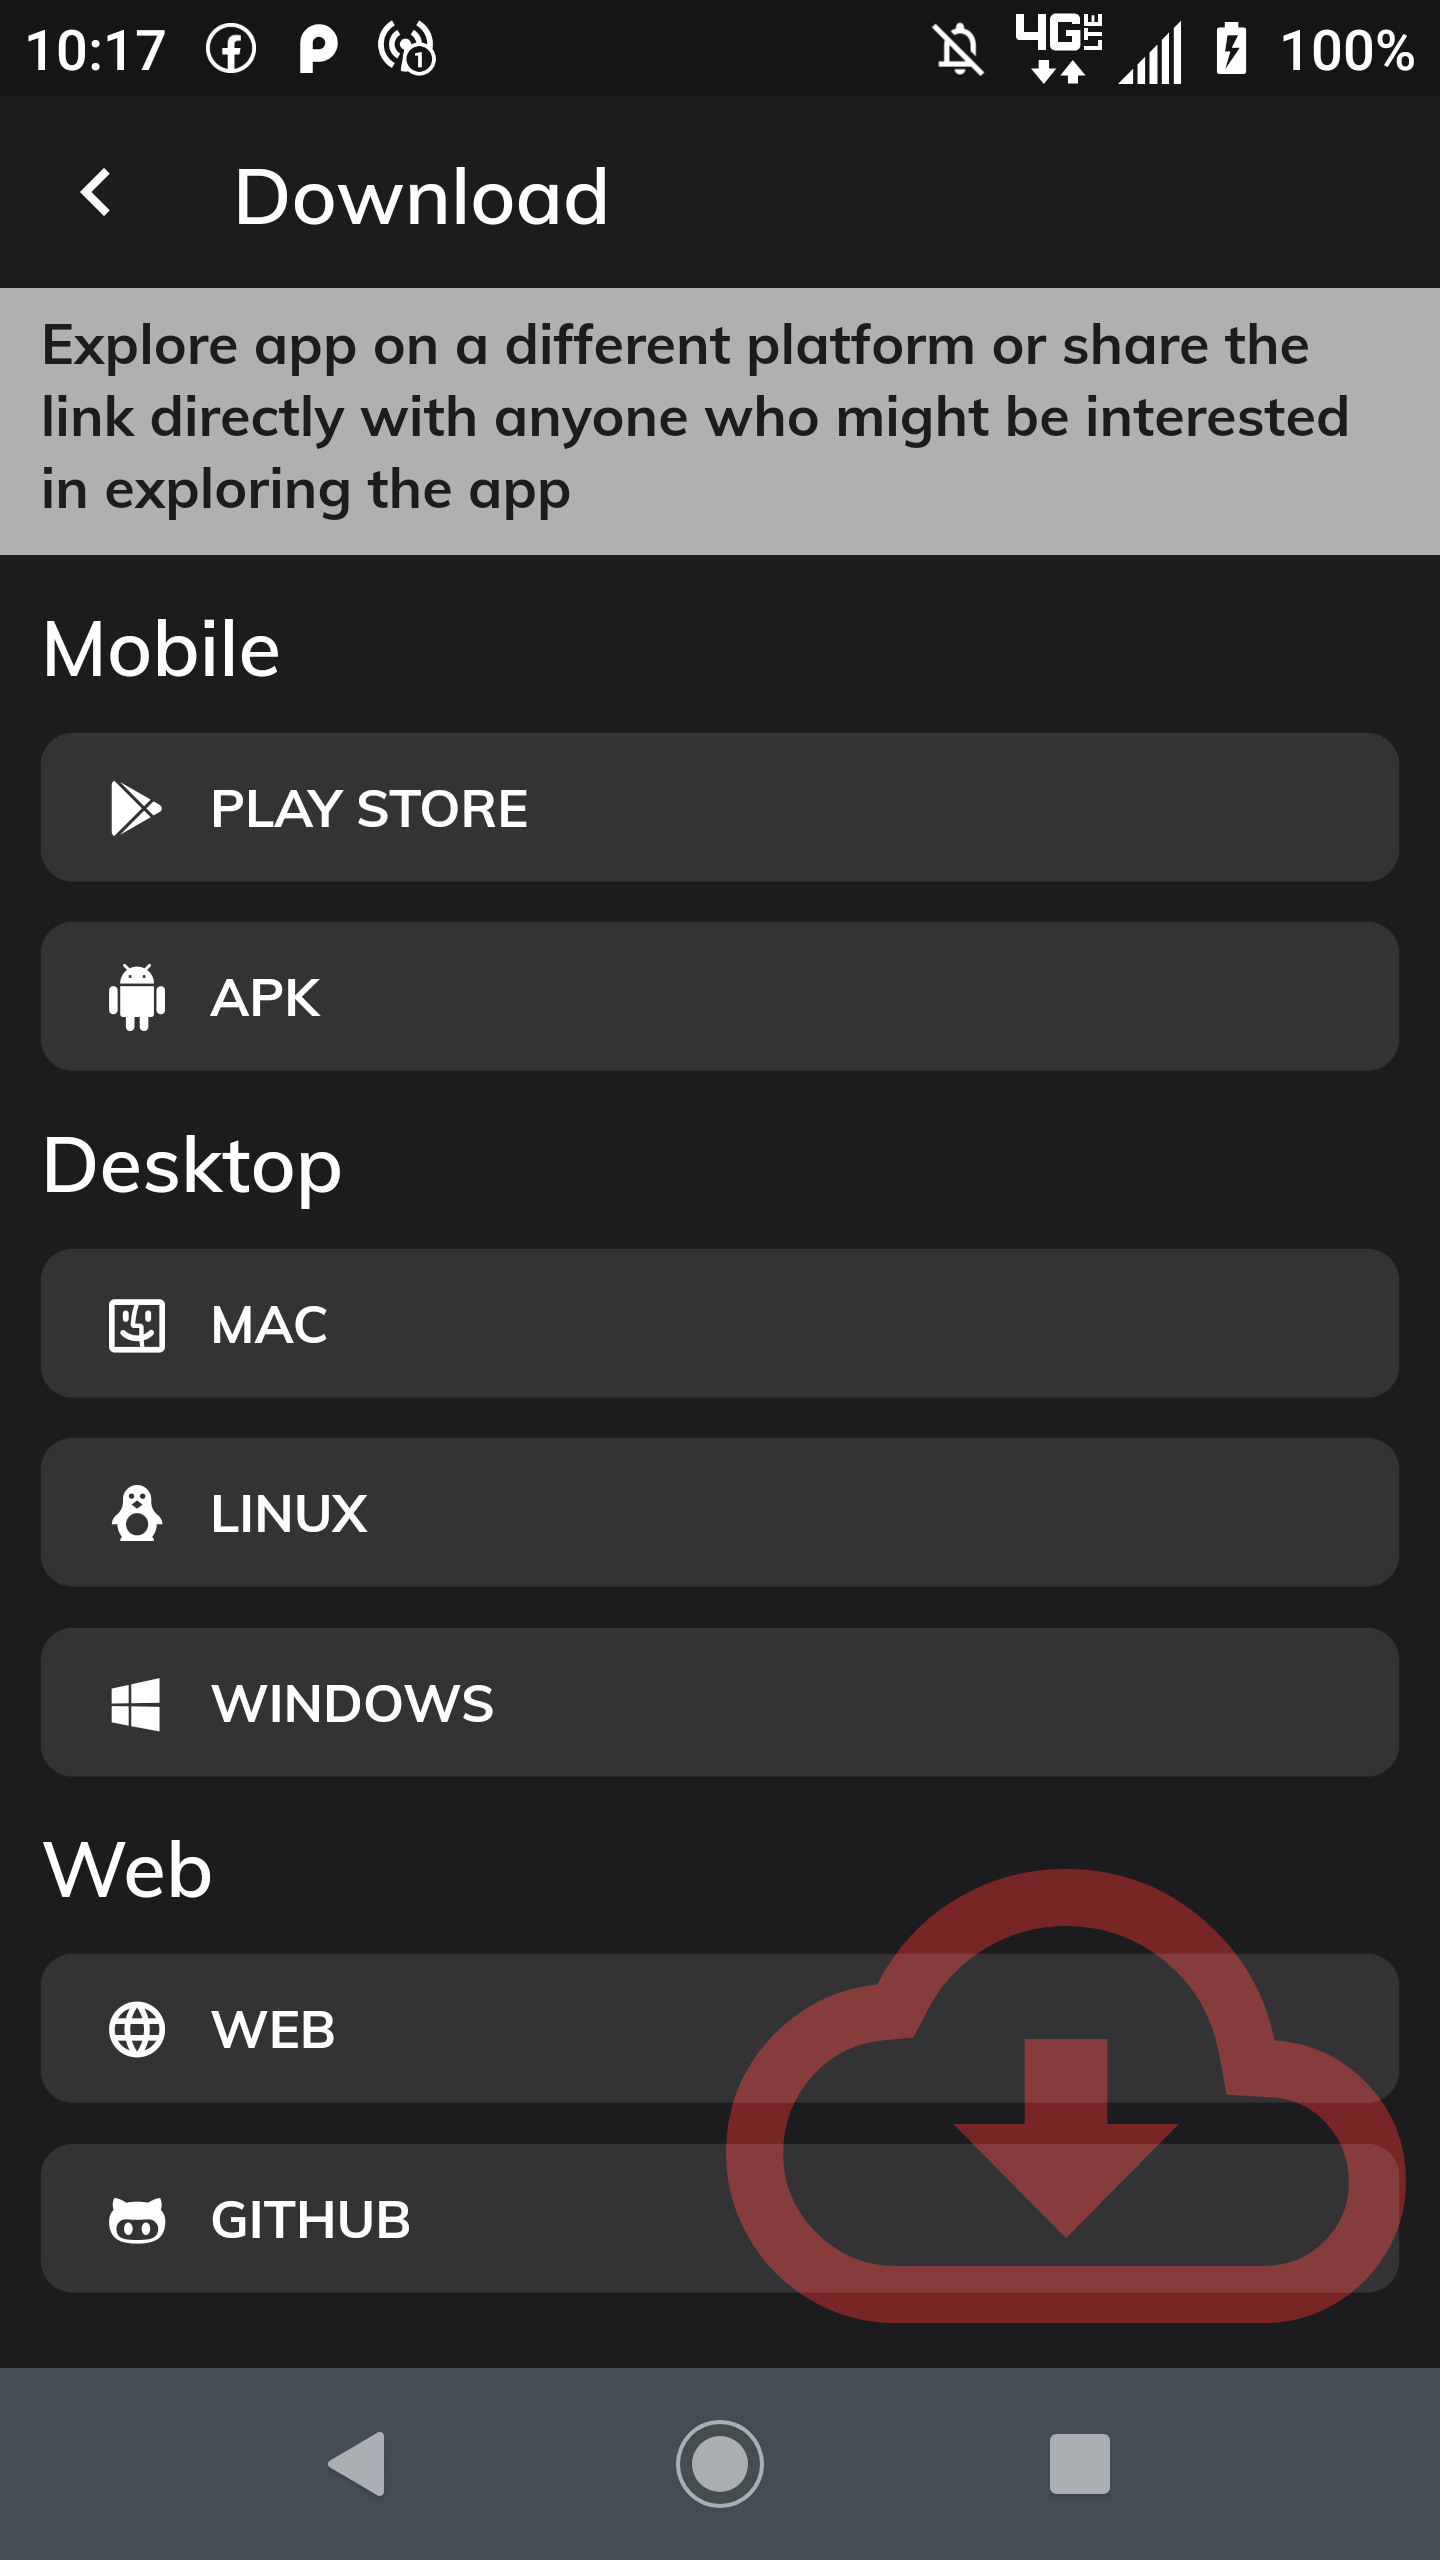 10:17 1 4G LTE 100%
Download
Explore app on a different platform or share the
link directly with anyone who might be interested
in exploring the app
Mobile
PLAY STORE
APK
Desktop
MAC
LINUX
WINDOWS
Web
WEB
GITHUB